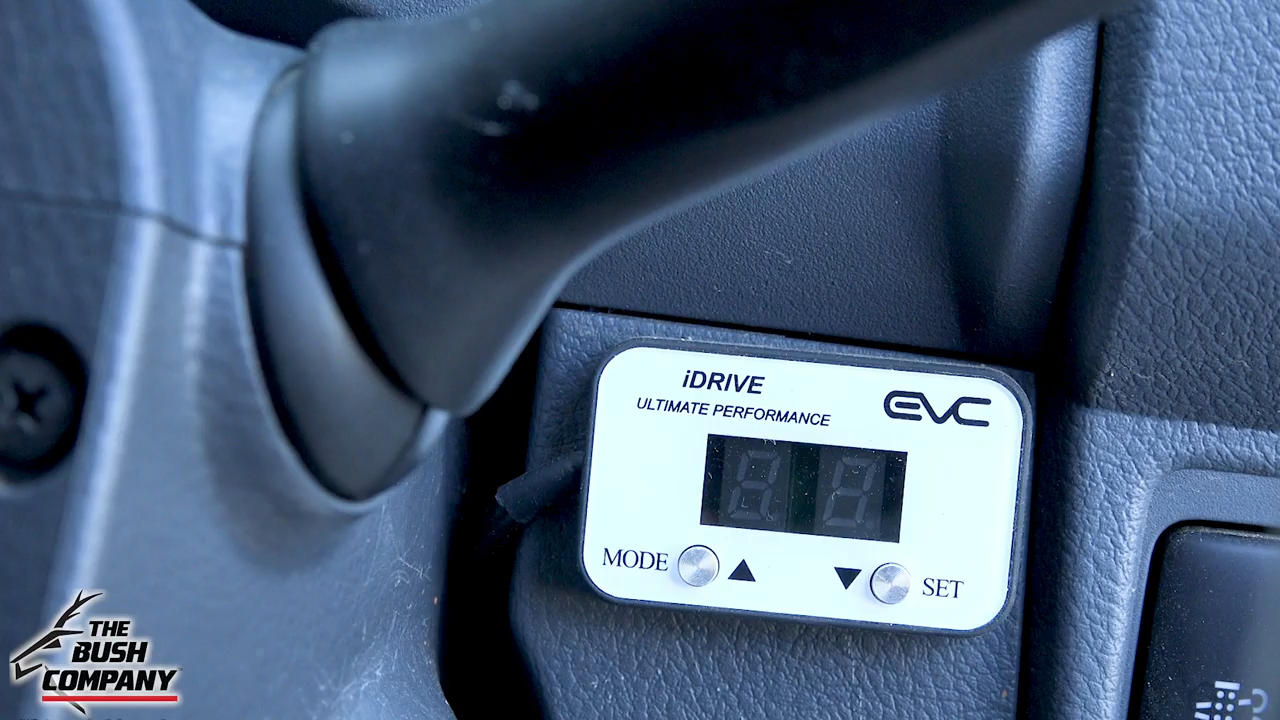 iDRIVE
ULTIMATE PERFORMANCE
EVC
MODE ▲ ▼ SET
THE
BUSH
COMPANY